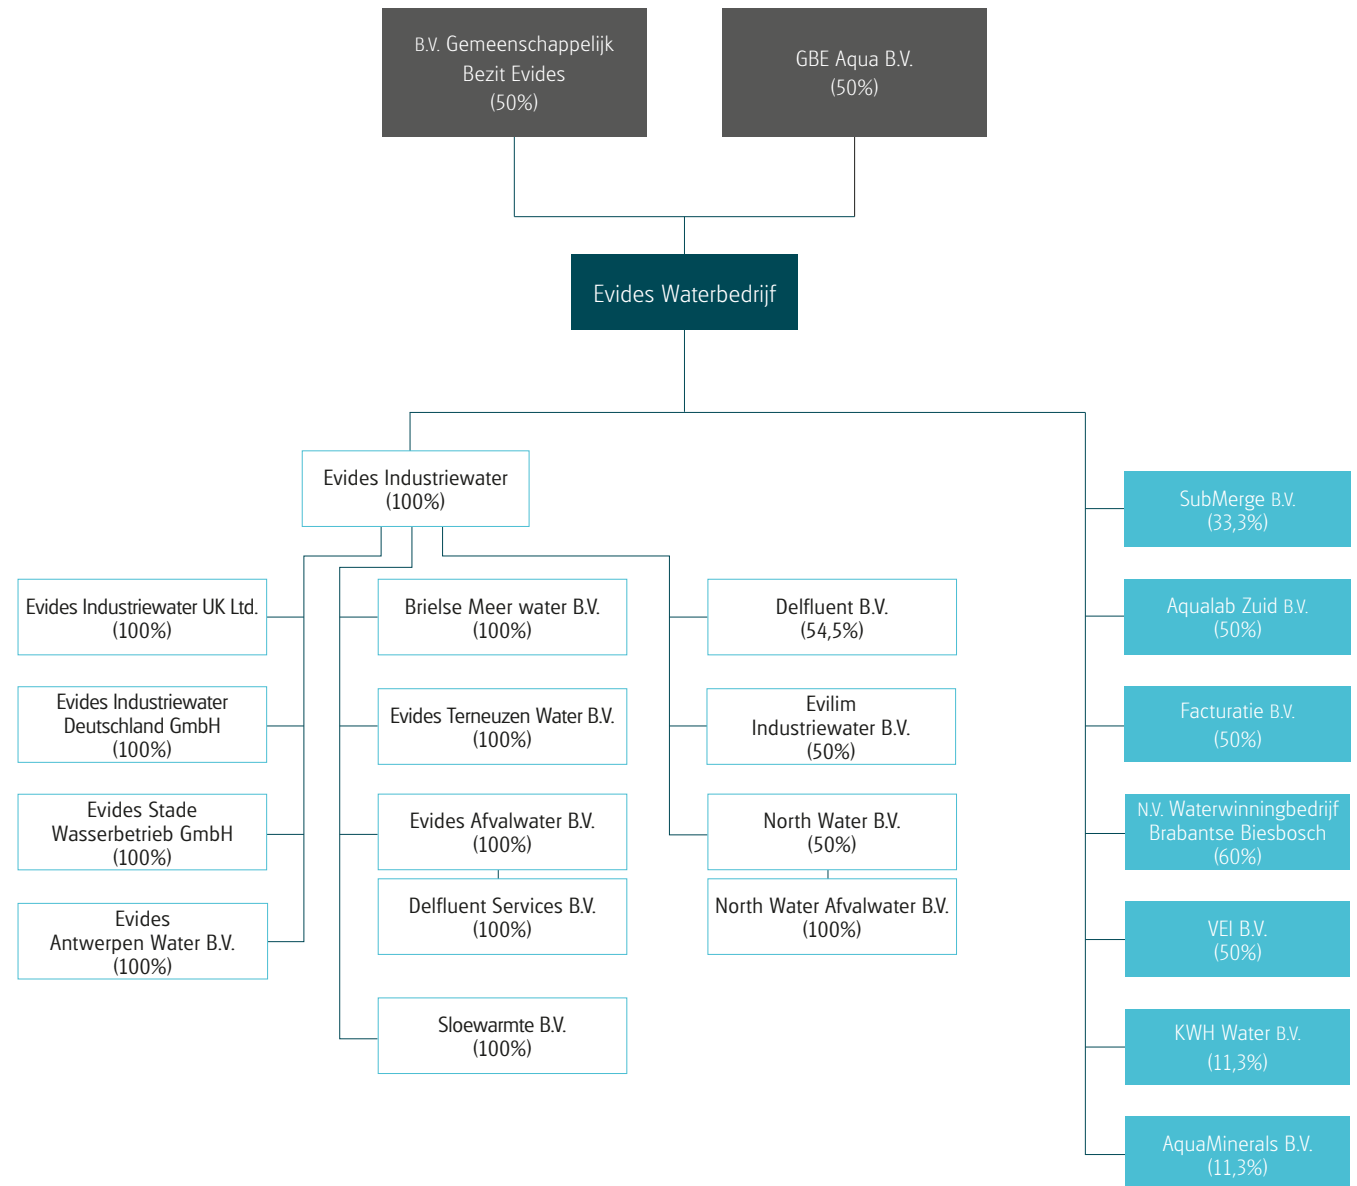 B.V. Gemeenschappelijk
Bezit Evides
(50%)
GBE Aqua B.V.
(50%)
Evides Waterbedrijf
Evides Industriewater
(100%)
Evides Industriewater UK Ltd.
(100%)
Evides Industriewater
Deutschland GmbH
(100%)
Evides Stade
Wasserbetrieb GmbH
(100%)
Evides
Antwerpen Water B.V.
(100%)
Brielse Meer water B.V.
(100%)
Evides Terneuzen Water B.V.
(100%)
Evides Afvalwater B.V.
(100%)
Delfluent Services B.V.
(100%)
Sloewarmte B.V.
(100%)
Delfluent B.V.
(54,5%)
Evilim
Industriewater B.V.
(50%)
North Water B.V.
(50%)
North Water Afvalwater B.V.
(100%)
SubMerge B.V.
(33,3%)
Aqualab Zuid B.V.
(50%)
Facturatie B.V.
(50%)
N.V. Waterwinningbedrijf
Brabantse Biesbosch
(60%)
VEI B.V.
(50%)
KWH Water B.V.
(11,3%)
AquaMinerals B.V.
(11,3%)